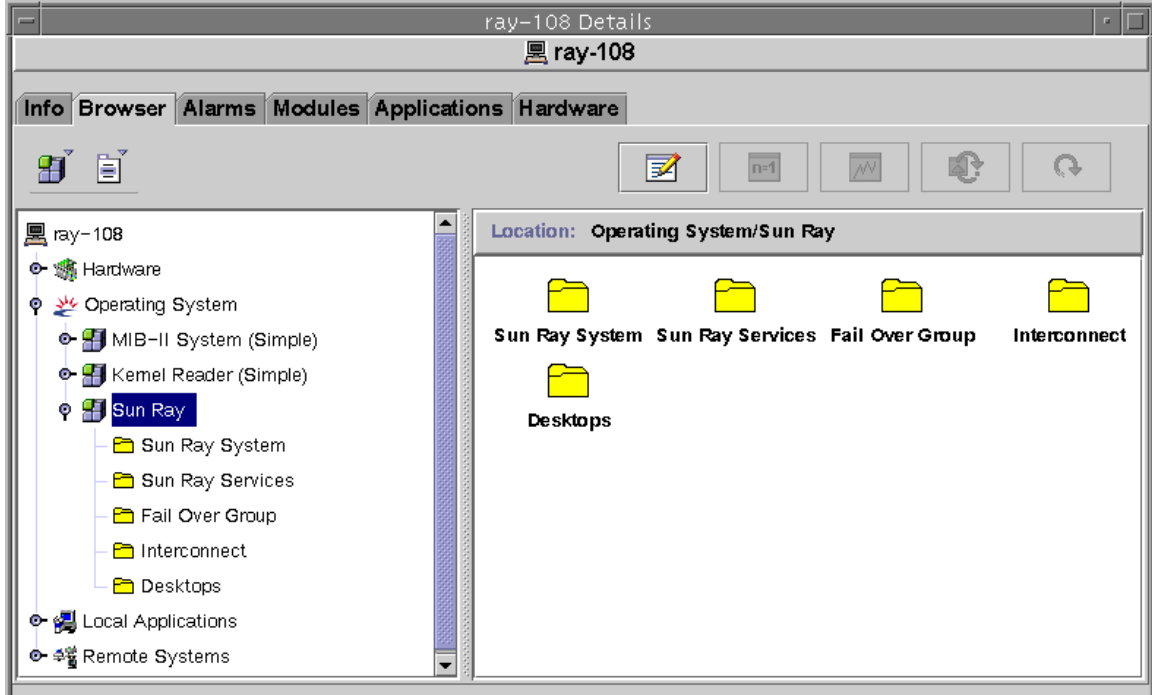 ray-108 Details
ray-108
Info Browser Alarms Modules Applications Hardware
n=1
ray-108
Hardware
Operating System
MIB-II System (Simple)
Kernel Reader (Simple)
Sun Ray
Sun Ray System
Sun Ray Services
Fail Over Group
Interconnect
Desktops
Local Applications
Remote Systems
Location: Operating System/Sun Ray
Sun Ray System Sun Ray Services Fail Over Group Interconnect
Desktops